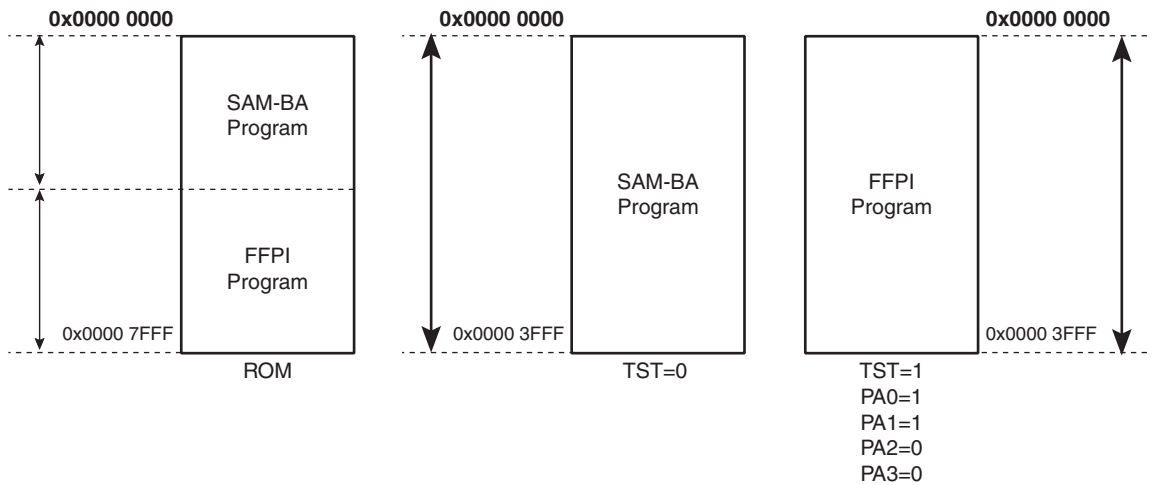 0x0000 0000
SAM-BA
Program
FFPI
Program
0x0000 7FFF
ROM
0x0000 0000
SAM-BA
Program
0x0000 3FFF
TST=0
0x0000 0000
FFPI
Program
0x0000 3FFF
TST=1
PA0=1
PA1=1
PA2=0
PA3=0